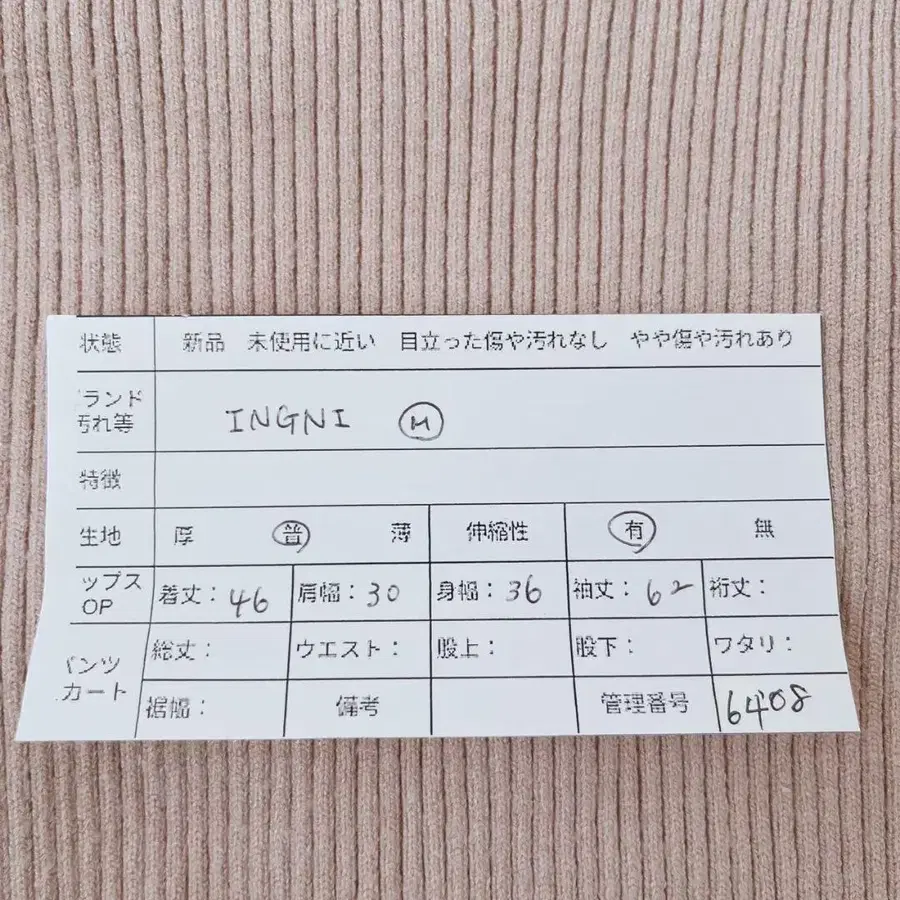 状態 新品 未使用に近い 目立った傷や汚れなし やや傷や汚れあり
ランド
汚れ等 INGNI M
特徴
生地 厚 普 薄 伸縮性 有 無
ップス
OP 着丈: 46 肩幅: 30 身幅: 36 袖丈: 62 裄丈:
パンツ
カート 総丈: ウエスト: 股上: 股下: ワタリ:
裾幅: 備考 管理番号 6408